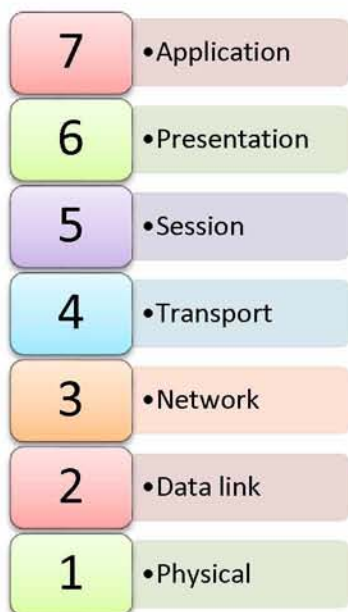 7 •Application
6 •Presentation
5 •Session
4 •Transport
3 •Network
2 •Data link
1 •Physical